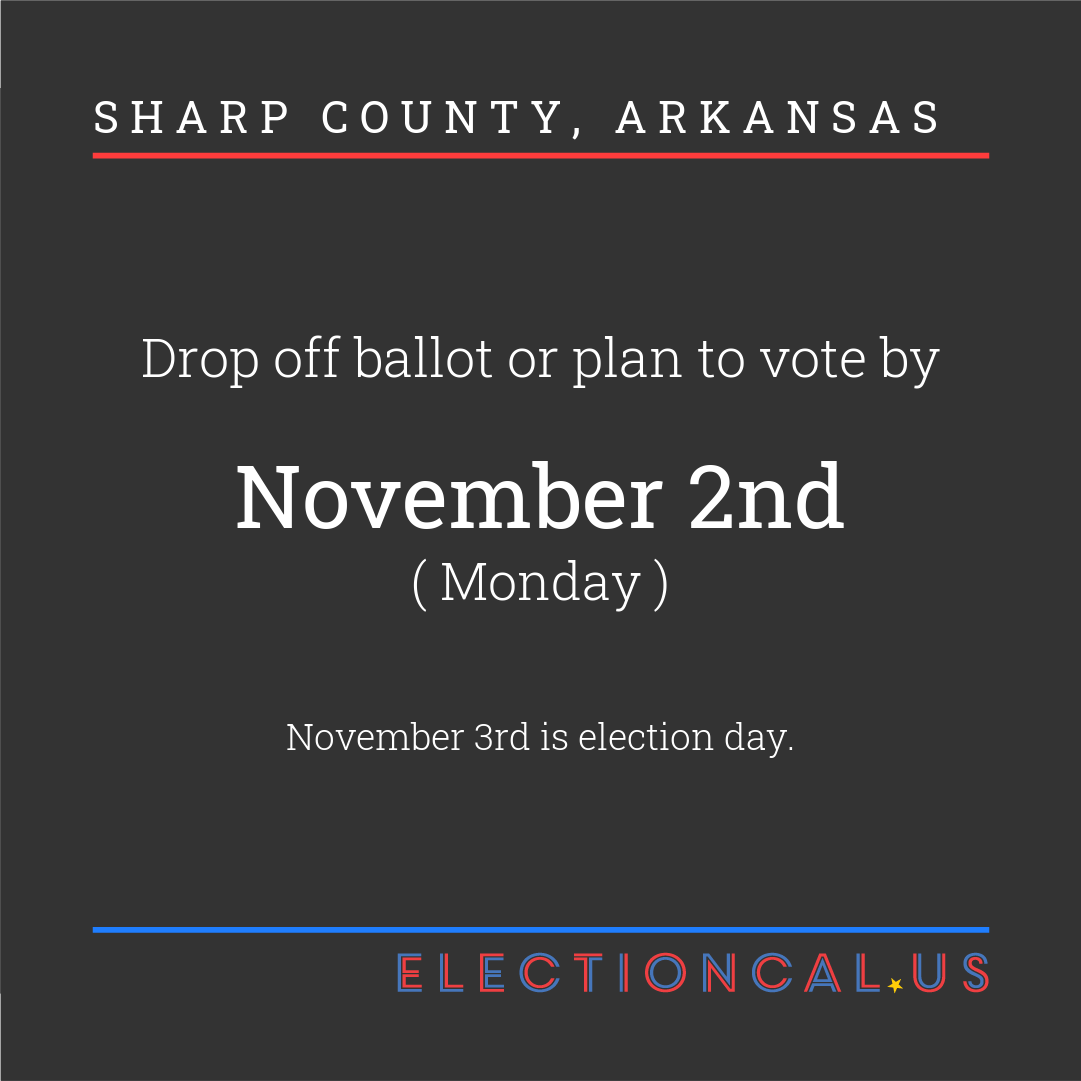 SHARP COUNTY, ARKANSAS
Drop off ballot or plan to vote by
November 2nd
( Monday )
November 3rd is election day.
ELECTIONCAL.US